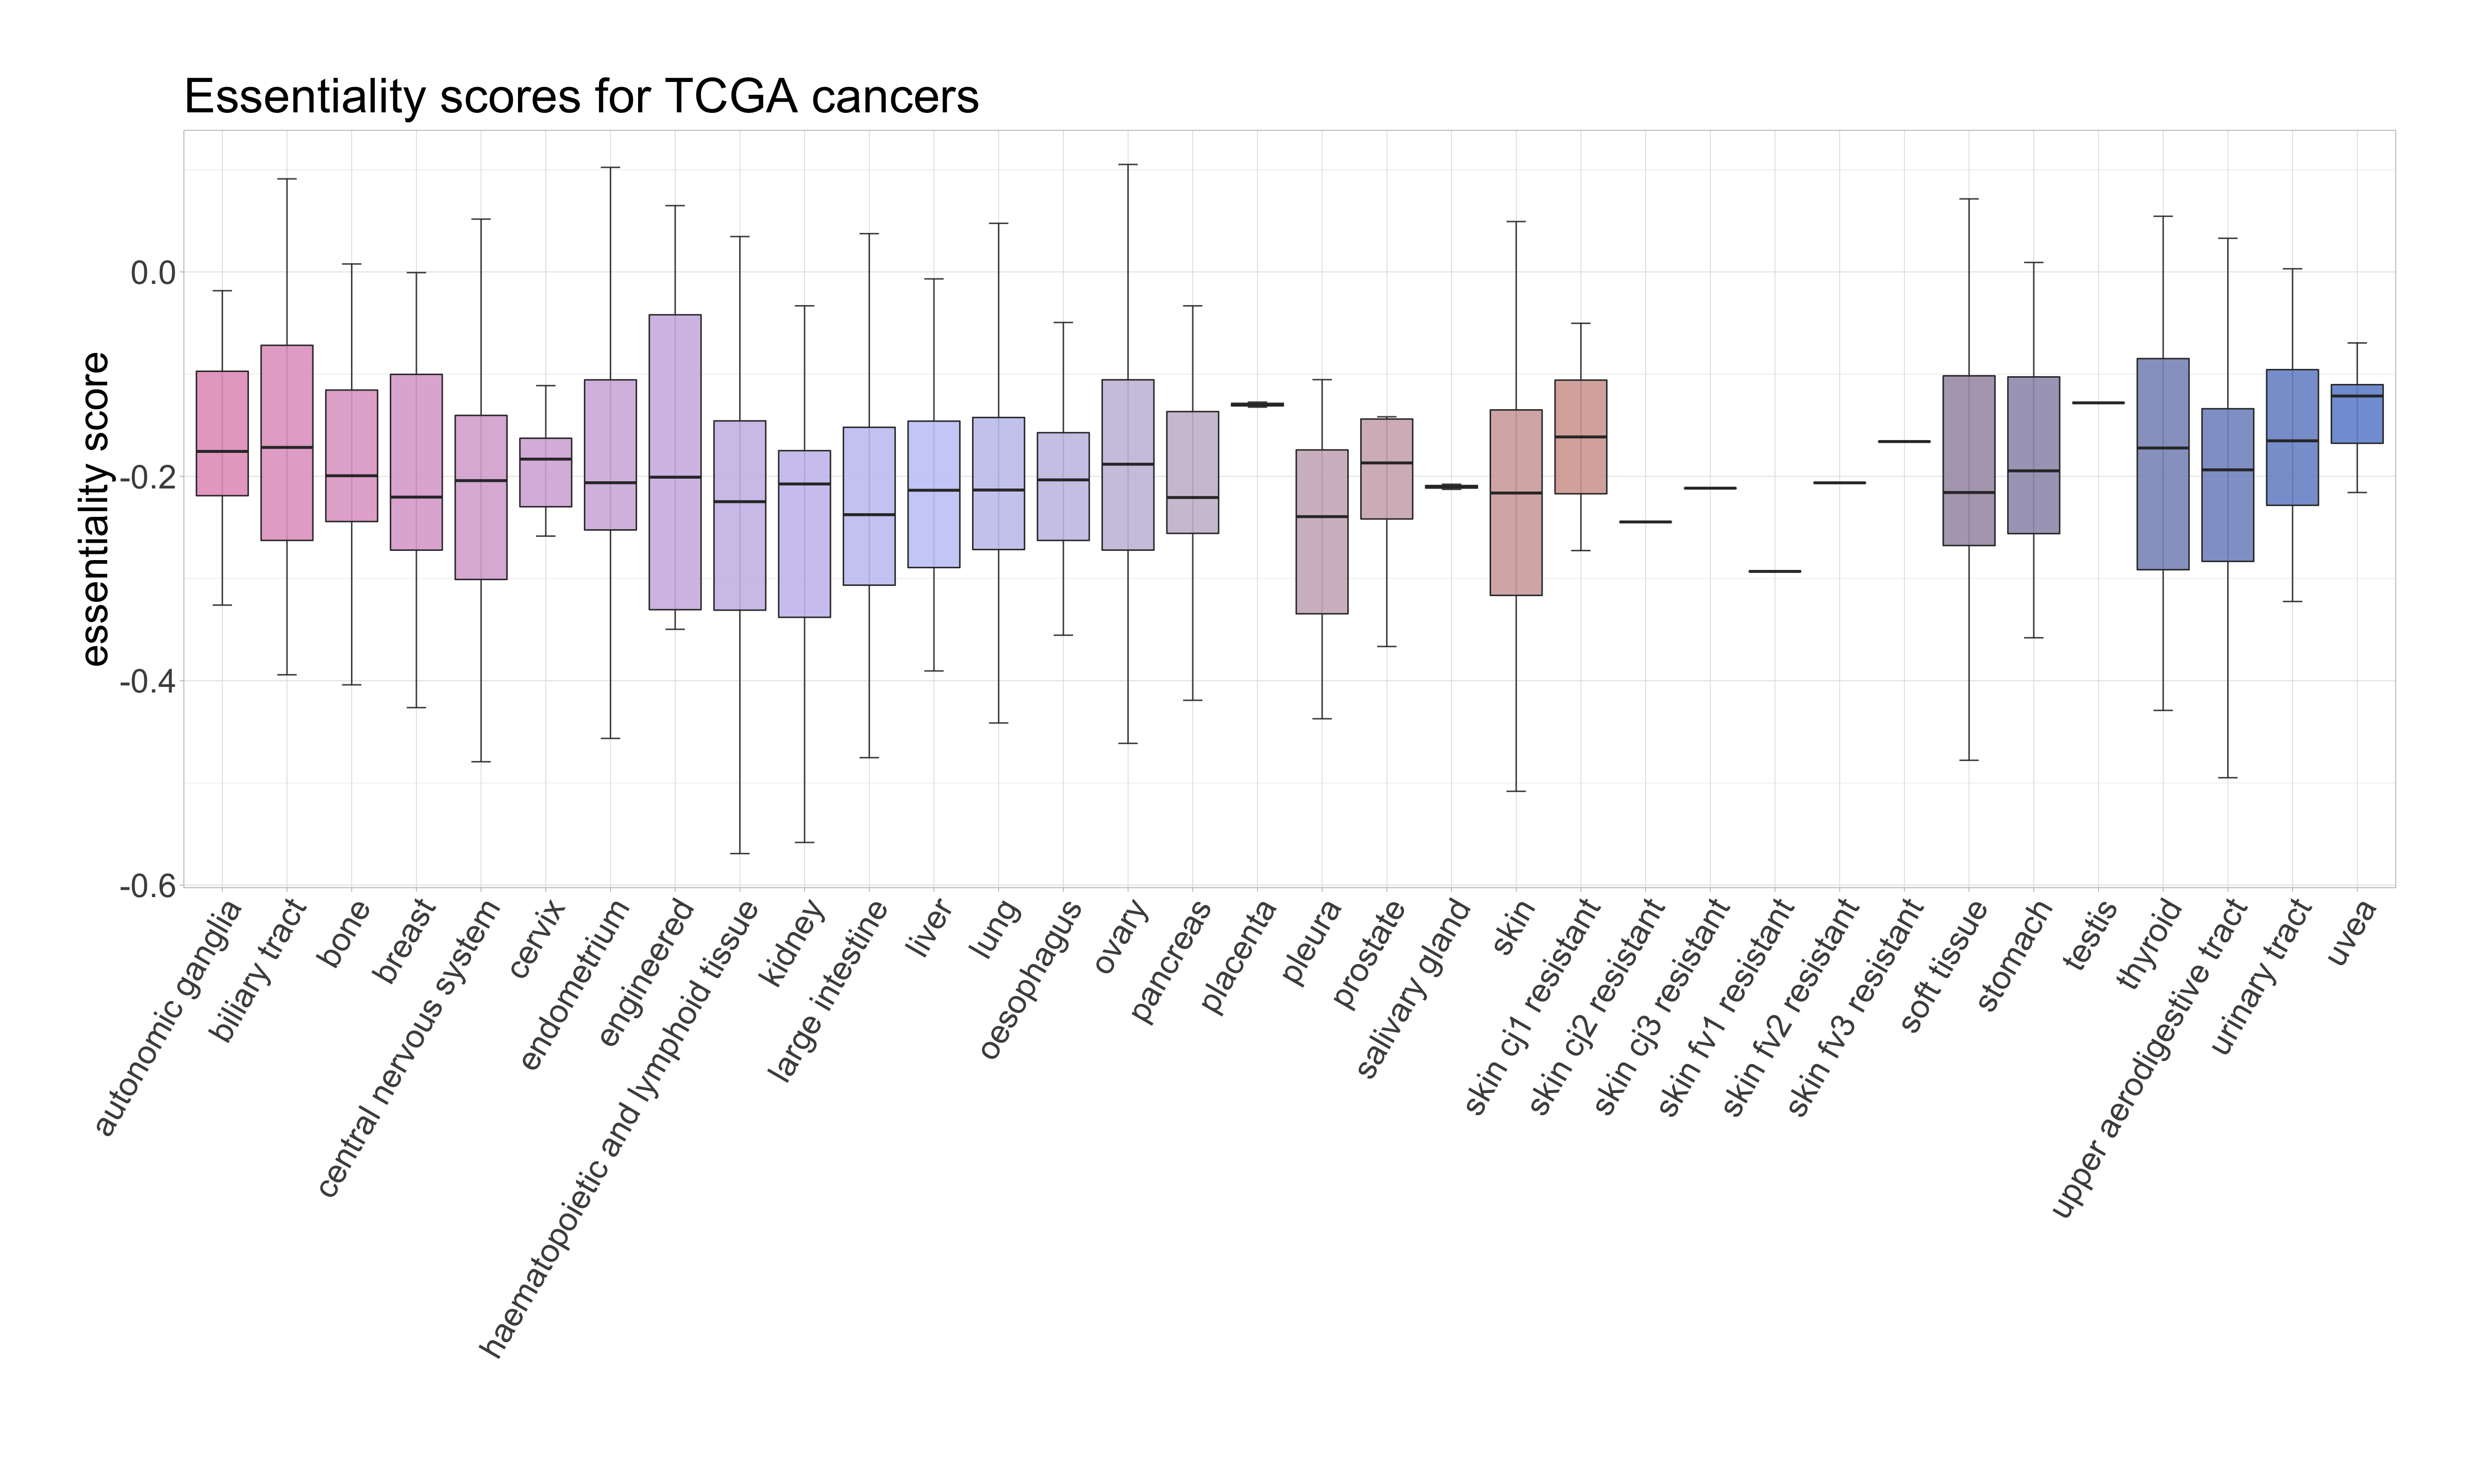 Essentiality scores for TCGA cancers
essentiality score
0.0
-0.2
-0.4
-0.6
autonomic ganglia
biliary tract
bone
breast
central nervous system
cervix
endometrium
engineered
haematopoietic and lymphoid tissue
kidney
large intestine
liver
lung
oesophagus
ovary
pancreas
placenta
pleura
prostate
salivary gland
skin
skin cj1 resistant
skin cj2 resistant
skin cj3 resistant
skin fv1 resistant
skin fv2 resistant
skin fv3 resistant
soft tissue
stomach
testis
thyroid
upper aerodigestive tract
urinary tract
uvea